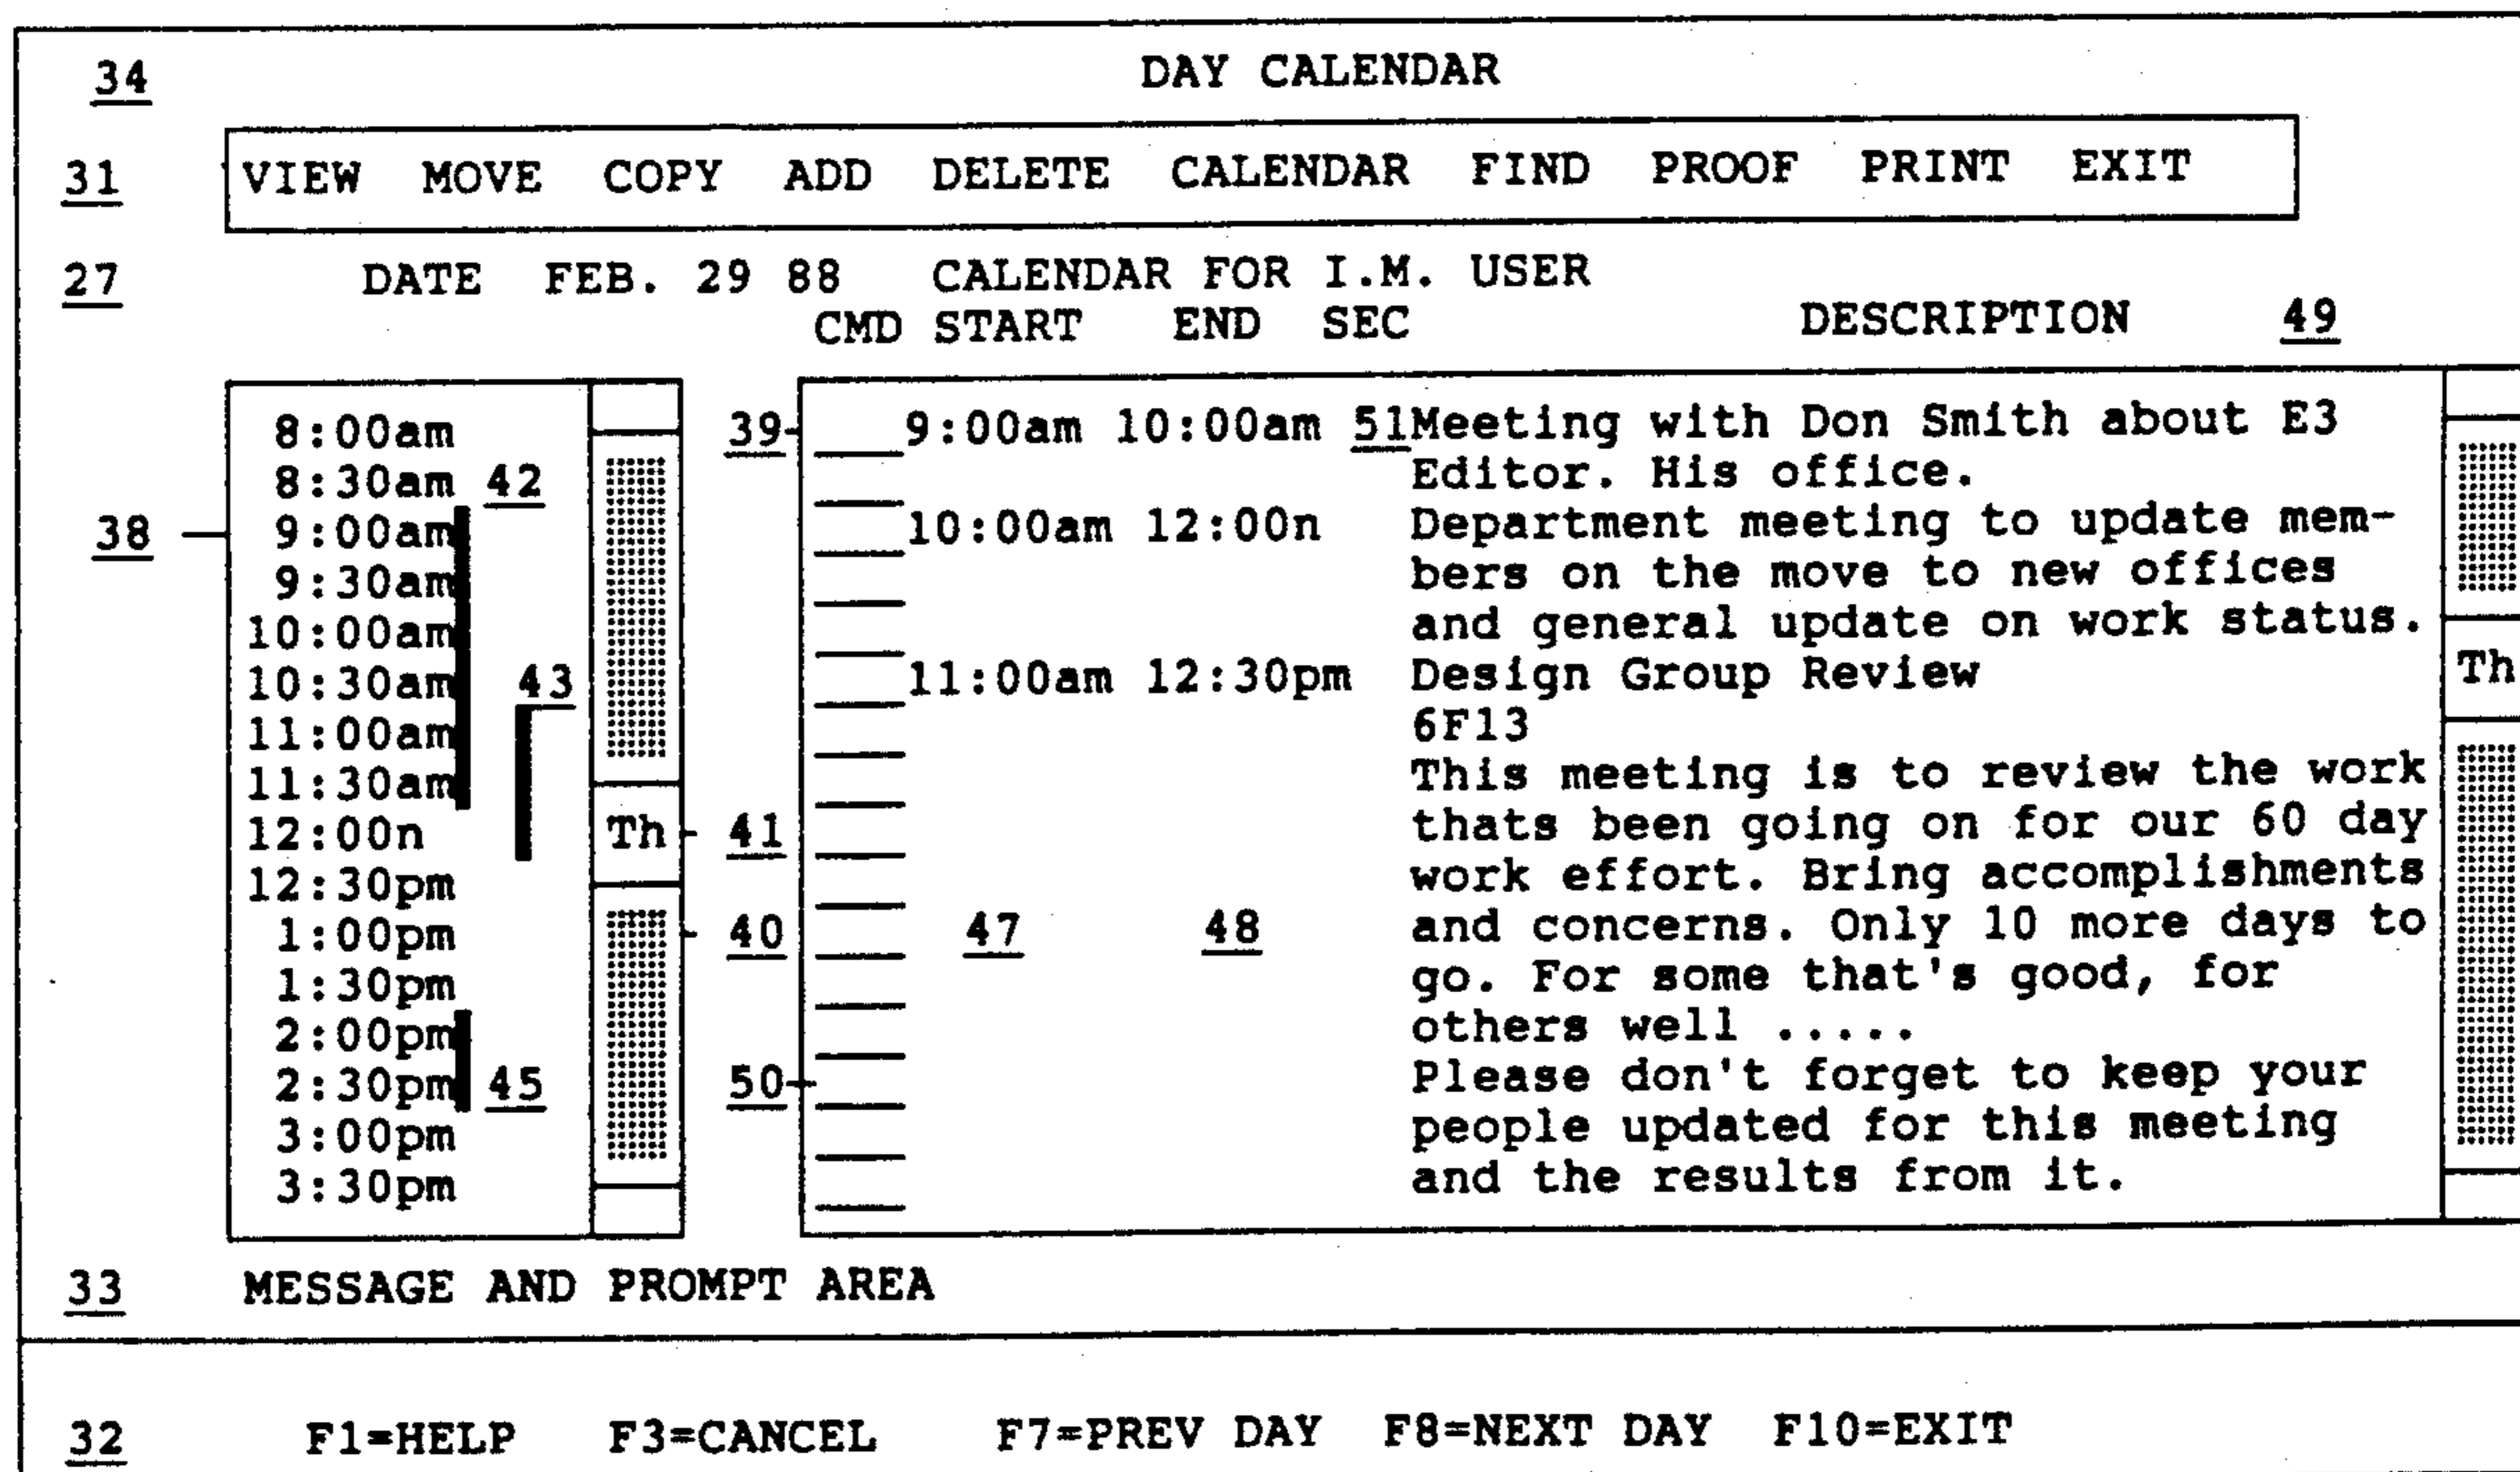 34 DAY CALENDAR
31 VIEW MOVE COPY ADD DELETE CALENDAR FIND PROOF PRINT EXIT
27 DATE FEB. 29 88 CALENDAR FOR I.M. USER
CMD START END SEC DESCRIPTION 49
8:00am 39 9:00am 10:00am 51 Meeting with Don Smith about E3
8:30am 42 Editor. His office.
38 9:00am 10:00am 12:00n Department meeting to update mem-
9:30am bers on the move to new offices
10:00am and general update on work status.
10:30am 43 11:00am 12:30pm Design Group Review Th
11:00am 6F13
11:30am This meeting is to review the work
12:00n Th 41 thats been going on for our 60 day
12:30pm work effort. Bring accomplishments
1:00pm 40 47 48 and concerns. Only 10 more days to
1:30pm go. For some that's good, for
2:00pm others well .....
2:30pm 45 50 Please don't forget to keep your
3:00pm people updated for this meeting
3:30pm and the results from it.
33 MESSAGE AND PROMPT AREA
32 F1=HELP F3=CANCEL F7=PREV DAY F8=NEXT DAY F10=EXIT